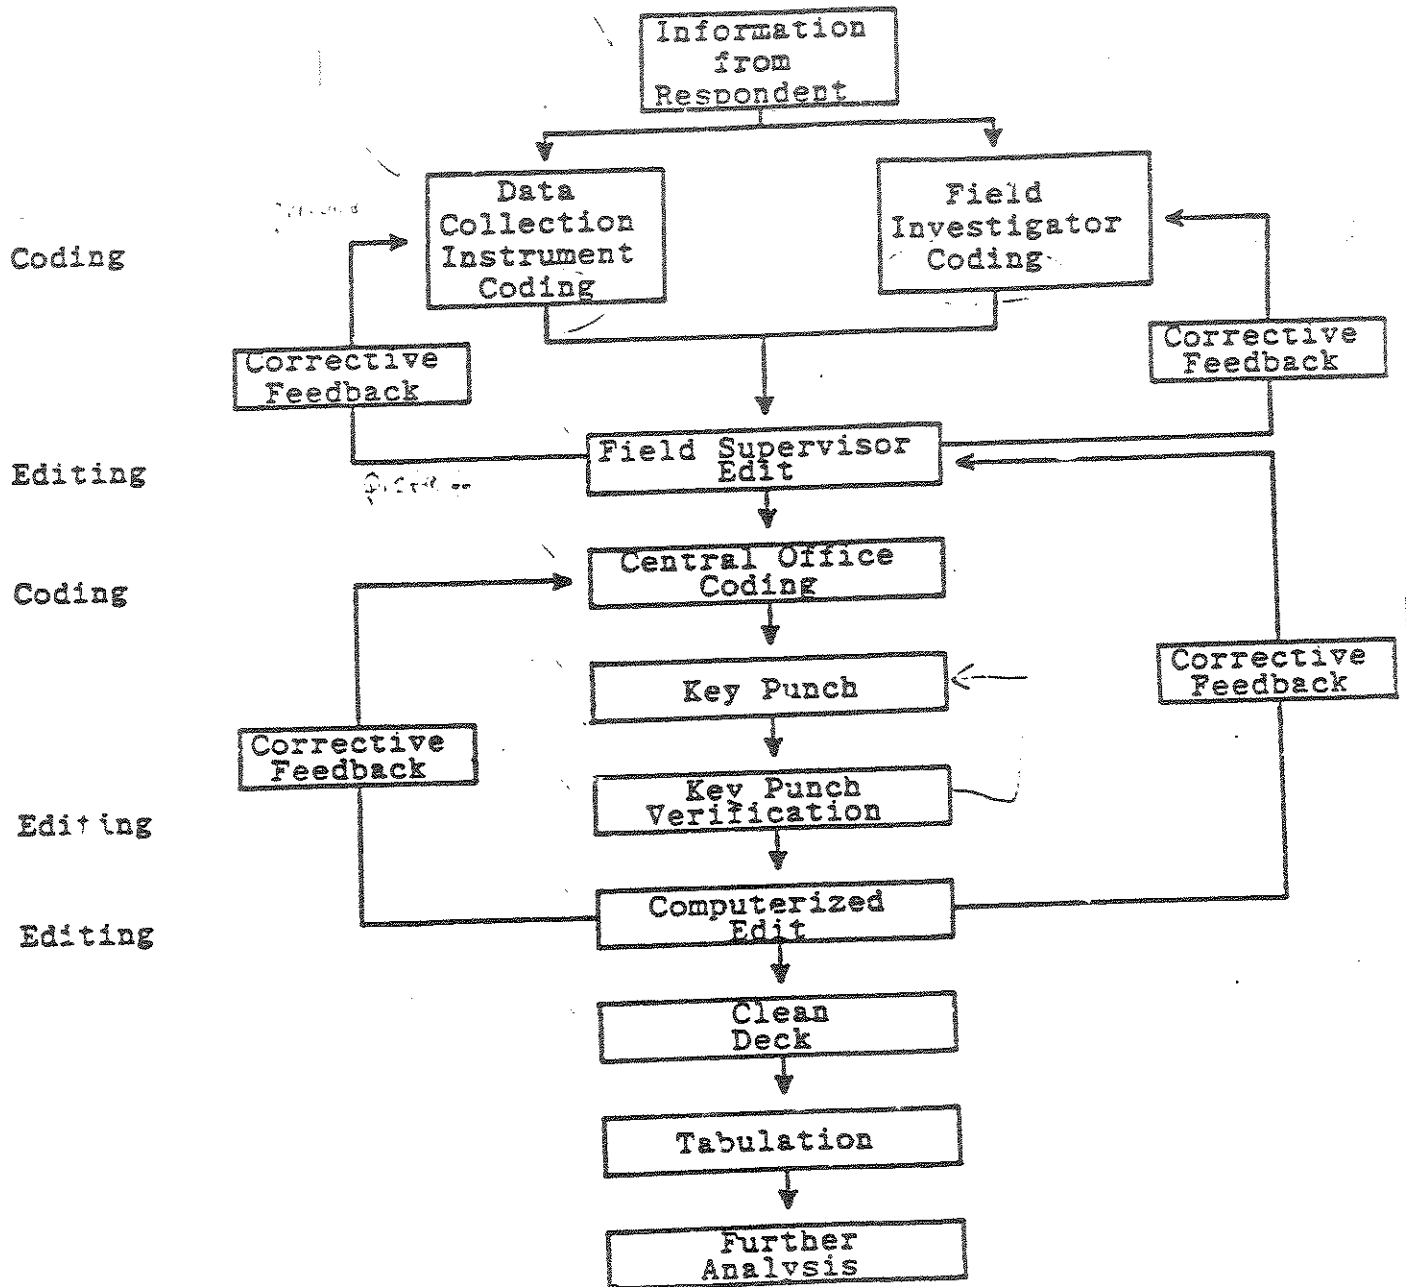 Information
from
Respondent
Data
Collection
Instrument
Coding
Field
Investigator
Coding
Coding
Corrective
Feedback
Corrective
Feedback
Field Supervisor
Edit
Editing
Central Office
Coding
Coding
Key Punch
Corrective
Feedback
Corrective
Feedback
Key Punch
Verification
Editing
Computerized
Edit
Editing
Clean
Deck
Tabulation
Further
Analysis